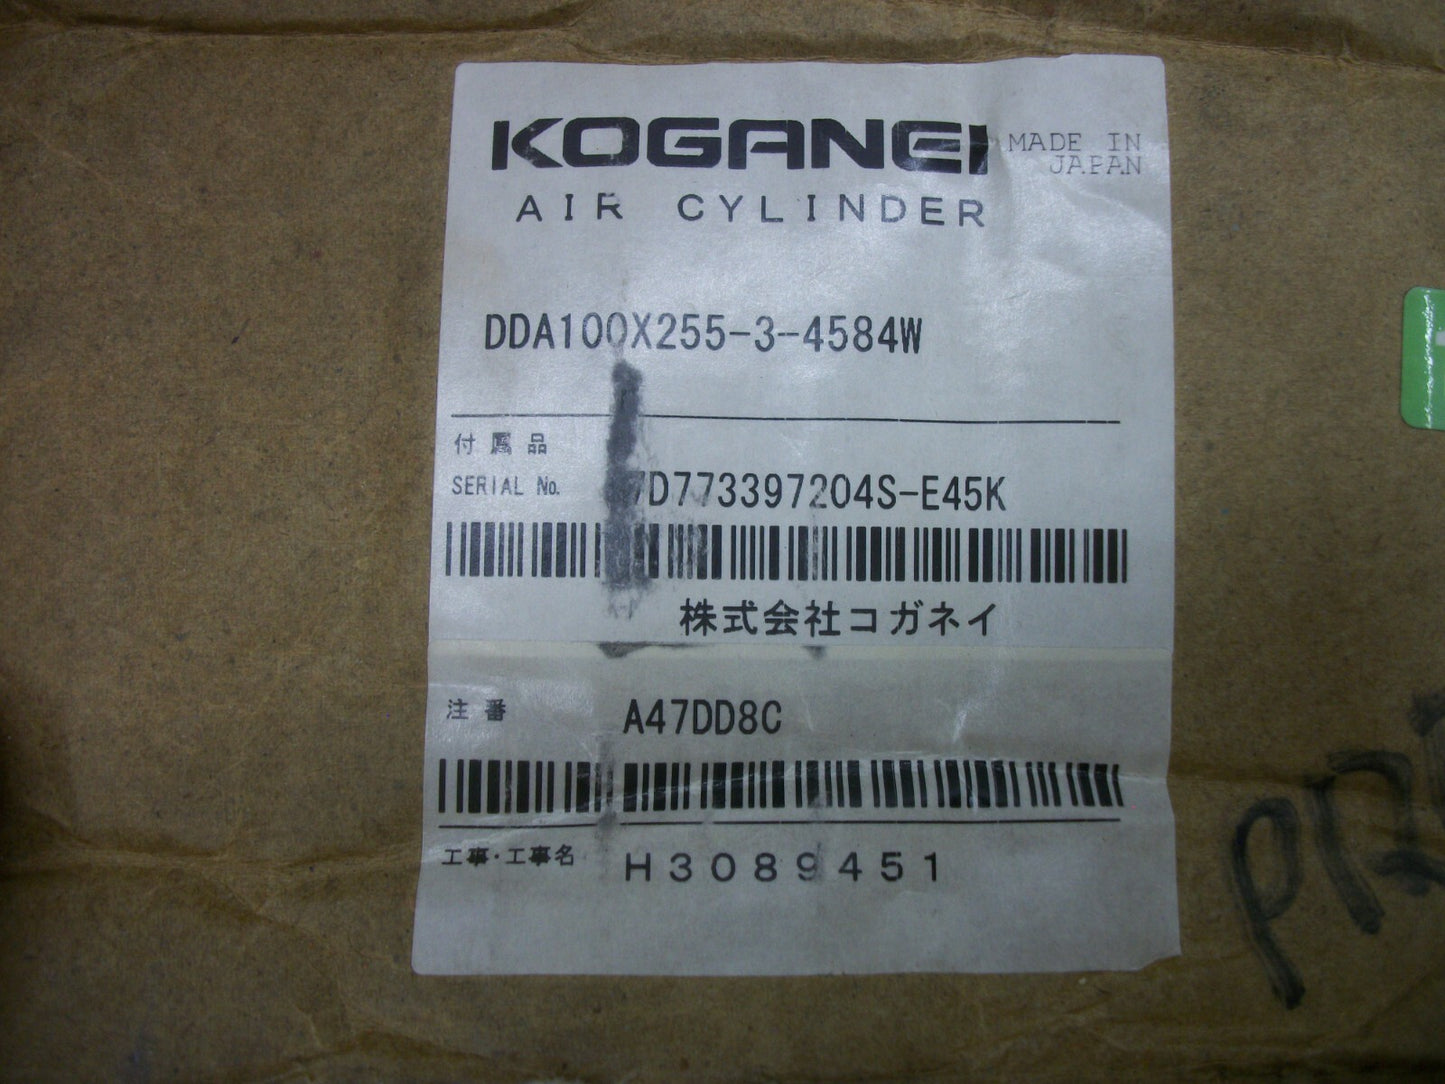 KOGANEI
MADE IN
JAPAN
AIR CYLINDER
DDA100X255-3-4584W
付属品
SERIAL No. 7D773397204S-E45K
株式会社コガネイ
注番 A47DD8C
工事・工事名 H3089451